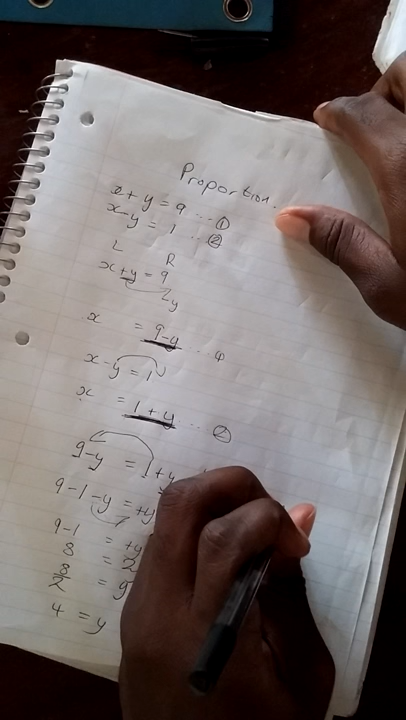 Proportion.
x + y = 9 ... ①
x - y = 1 ... ②
L R
x + y = 9
x = 9 - y
x - y = 1
x = 1 + y ... ②
9 - y = 1 + y
9 - 1 - y = + y
9 - 1 = + y
8 = 2
8/2 =
4 = y